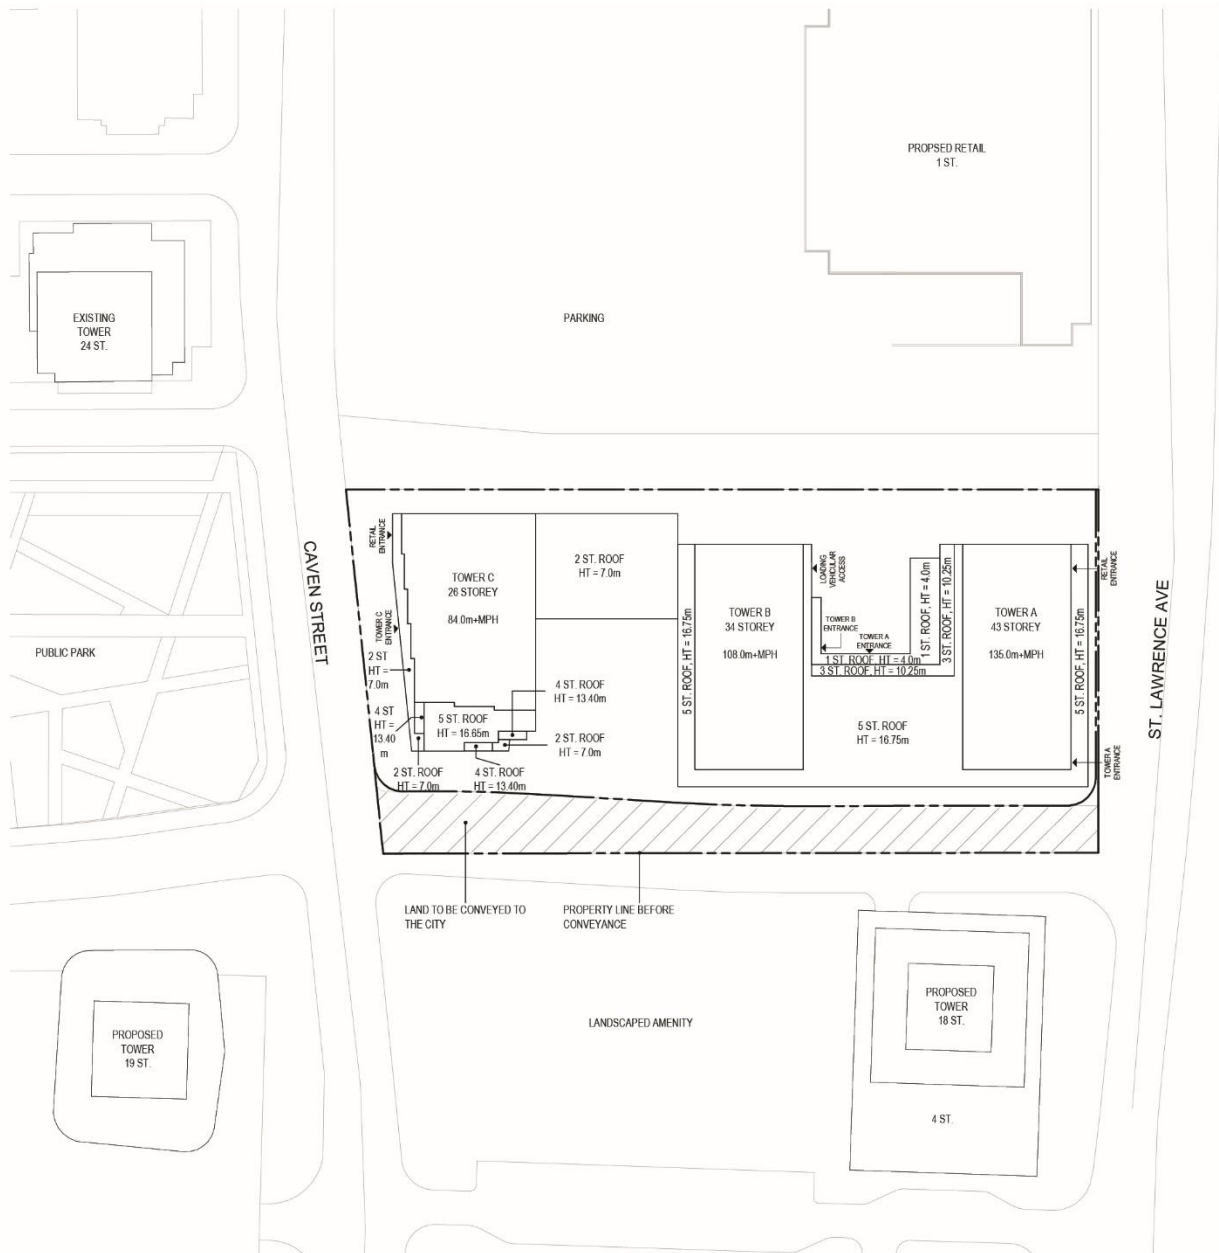 PROPSED RETAIL
1 ST.
EXISTING
TOWER
24 ST.
PARKING
CAVEN STREET
PUBLIC PARK
RETAIL
ENTRANCE
TOWER C
26 STOREY
84.0m+MPH
2 ST. ROOF
HT = 7.0m
TOWER C
ENTRANCE
2 ST
HT =
7.0m
4 ST
HT =
13.40
m
5 ST. ROOF
HT = 16.65m
4 ST. ROOF
HT = 13.40m
2 ST. ROOF
HT = 7.0m
2 ST. ROOF
HT = 7.0m
4 ST. ROOF
HT = 13.40m
5 ST. ROOF, HT = 16.75m
TOWER B
34 STOREY
108.0m+MPH
LOADING
VEHICULAR
ACCESS
TOWER B
ENTRANCE
TOWER A
ENTRANCE
1 ST. ROOF, HT = 4.0m
3 ST. ROOF, HT = 10.25m
1 ST. ROOF, HT = 4.0m
3 ST. ROOF, HT = 10.25m
5 ST. ROOF
HT = 16.75m
TOWER A
43 STOREY
135.0m+MPH
5 ST. ROOF, HT = 16.75m
RETAIL
ENTRANCE
TOWER A
ENTRANCE
ST. LAWRENCE AVE
LAND TO BE CONVEYED TO
THE CITY
PROPERTY LINE BEFORE
CONVEYANCE
PROPOSED
TOWER
19 ST.
LANDSCAPED AMENITY
PROPOSED
TOWER
18 ST.
4 ST.